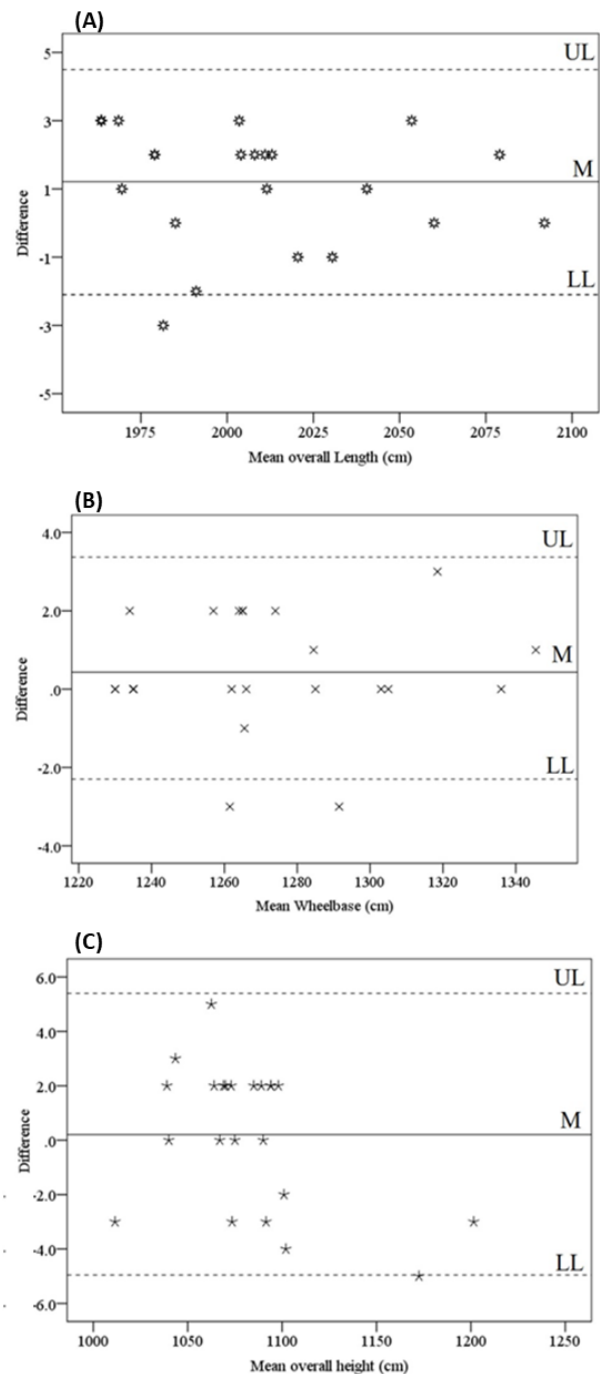 (A)
UL
5
3
M
1
Difference
-1
LL
-3
-5
1975 2000 2025 2050 2075 2100
Mean overall Length (cm)
(B)
4.0
UL
2.0
M
Difference
.0
-2.0
LL
-4.0
1220 1240 1260 1280 1300 1320 1340
Mean Wheelbase (cm)
(C)
6.0
UL
4.0
2.0
M
Difference
.0
-2.0
-4.0
LL
-6.0
1000 1050 1100 1150 1200 1250
Mean overall height (cm)